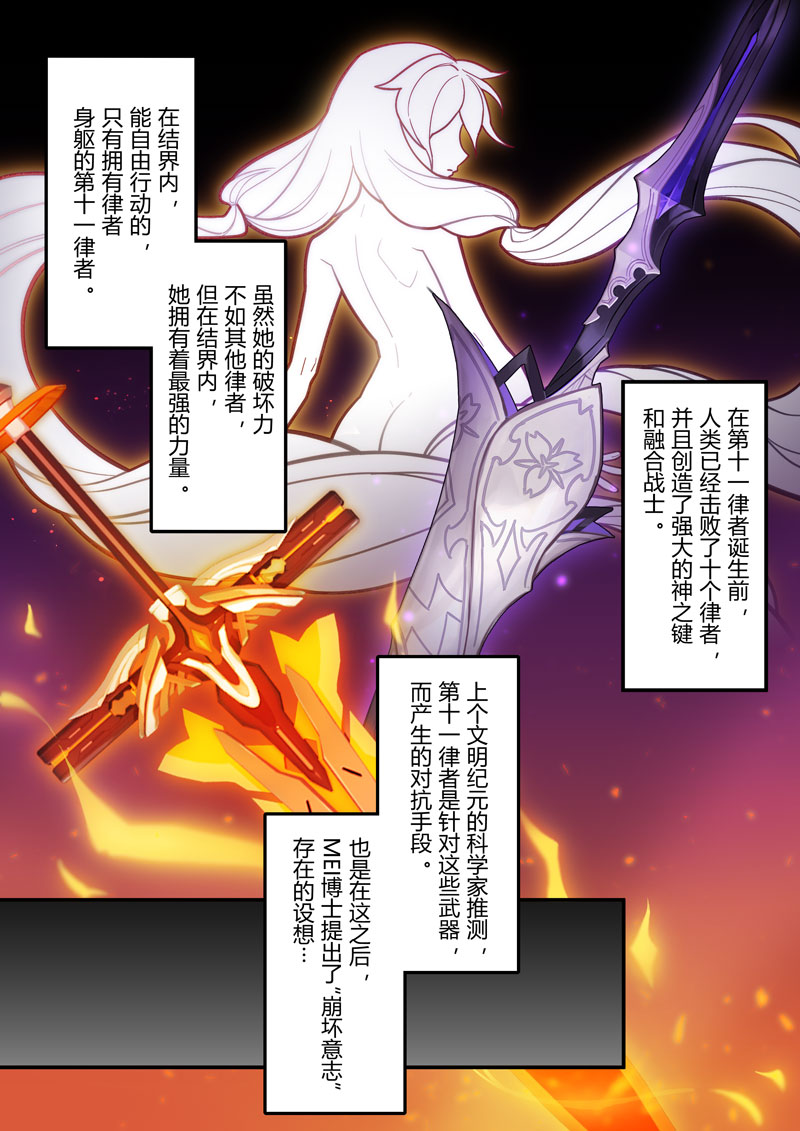 在结界内，
能自由行动的，
只有拥有律者
身躯的第十一律者。
虽然她的破坏力
不如其他律者，
但在结界内，
她拥有着最强的力量。
在第十一律者诞生前，
人类已经击败了十个律者，
并且创造了强大的神之键
和融合战士。
上个文明纪元的科学家推测，
第十一律者是针对这些武器，
而产生的对抗手段。
也是在这之后，
MEI博士提出了“崩坏意志”
存在的设想…